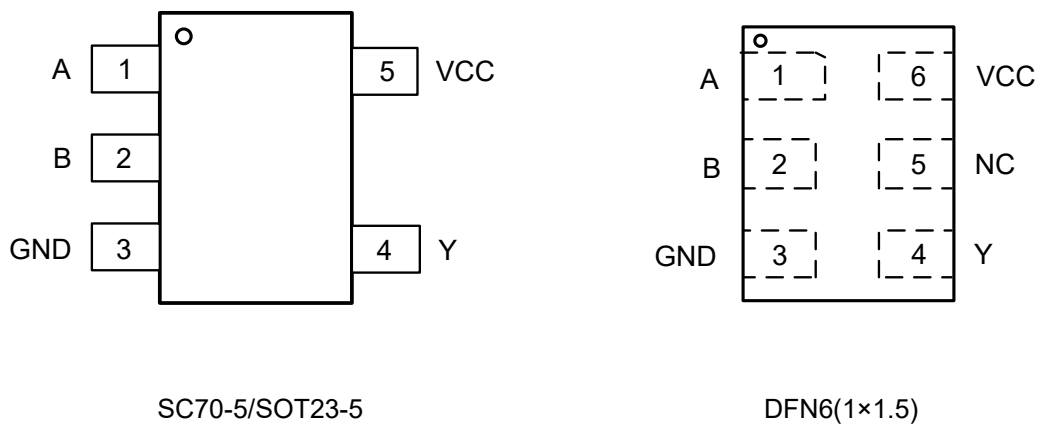 A 1 5 VCC
B 2
GND 3 4 Y
SC70-5/SOT23-5
A 1 6 VCC
B 2 5 NC
GND 3 4 Y
DFN6(1×1.5)